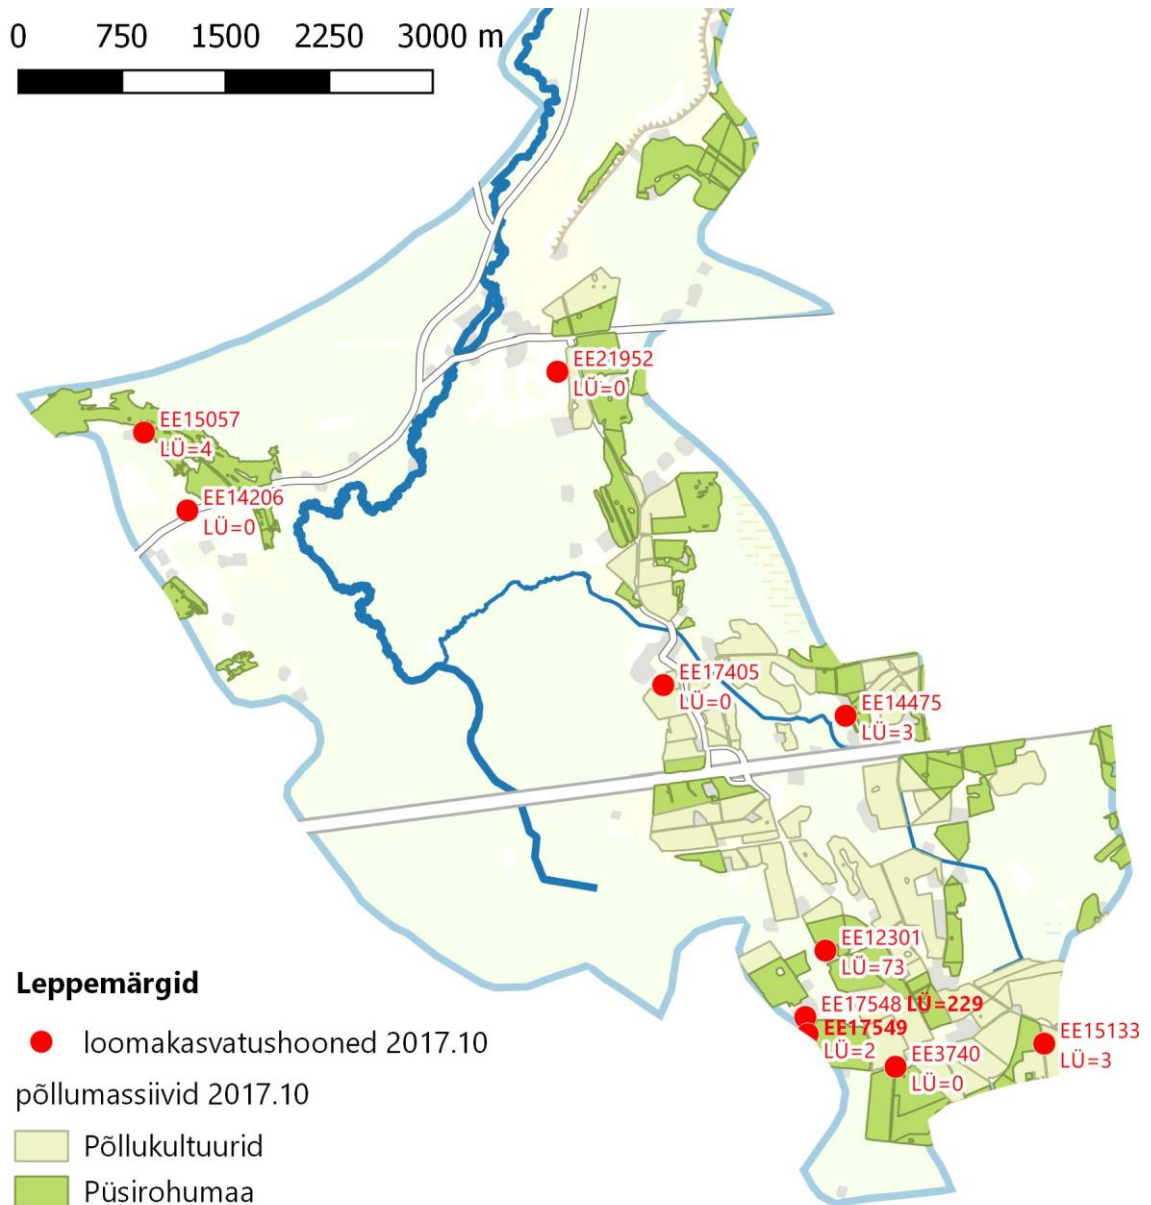 0 750 1500 2250 3000 m
EE21952
LÜ=0
EE15057
LÜ=4
EE14206
LÜ=0
EE17405
LÜ=0
EE14475
LÜ=3
EE12301
LÜ=73
EE17548 LÜ=229
EE17549
LÜ=2
EE15133
LÜ=3
EE3740
LÜ=0
Leppemärgid
loomakasvatushooned 2017.10
põllumassiivid 2017.10
Põllukultuurid
Püsirohumaa